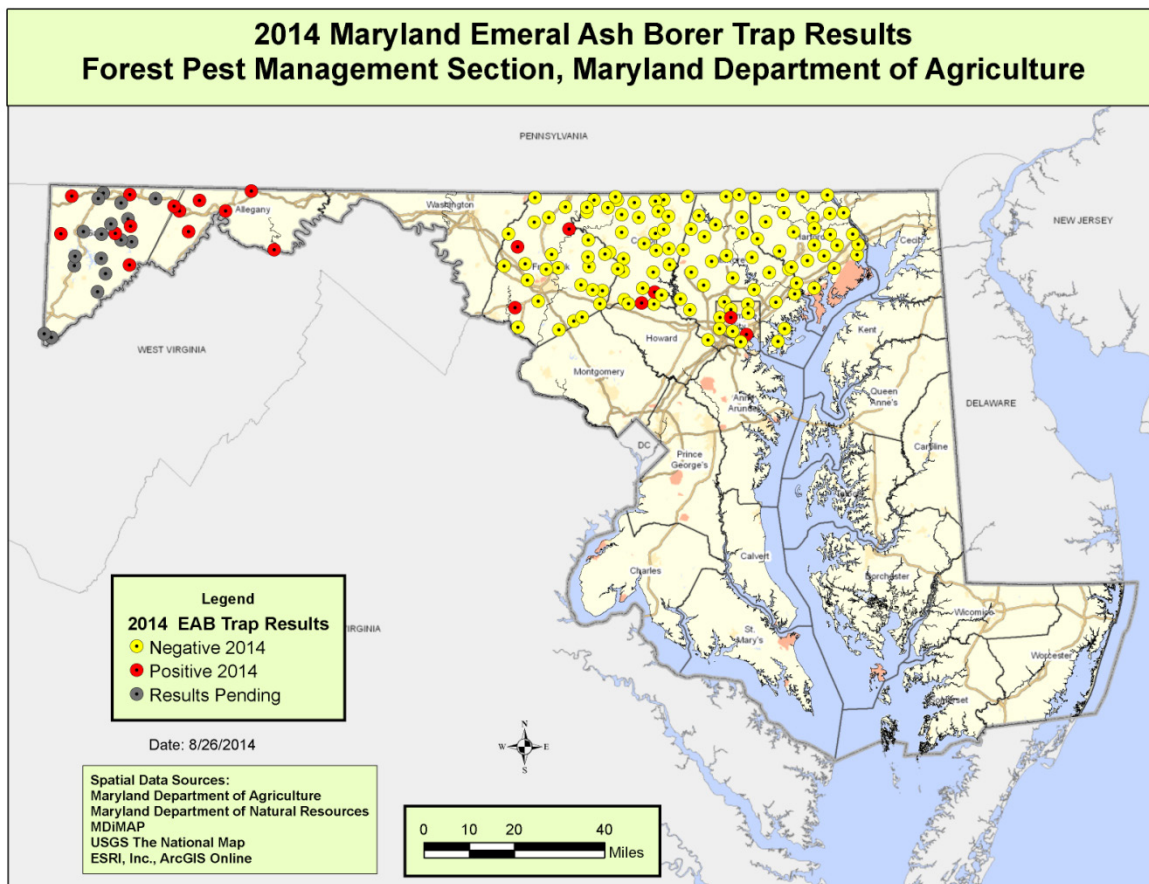 2014 Maryland Emeral Ash Borer Trap Results
Forest Pest Management Section, Maryland Department of Agriculture
PENNSYLVANIA
Washington
Allegany
NEW JERSEY
Harford
Cecil
WEST VIRGINIA
Howard
Kent
Montgomery
Queen
Anne's
Anne
Arundel
DELAWARE
DC
Prince
George's
Caroline
Calvert
Charles
Dorchester
Wicomico
St.
Mary's
Worcester
Somerset
Legend
2014 EAB Trap Results
Negative 2014
Positive 2014
Results Pending
VIRGINIA
Date: 8/26/2014
N
W E
S
Spatial Data Sources:
Maryland Department of Agriculture
Maryland Department of Natural Resources
MDiMAP
USGS The National Map
ESRI, Inc., ArcGIS Online
0 10 20 40
Miles